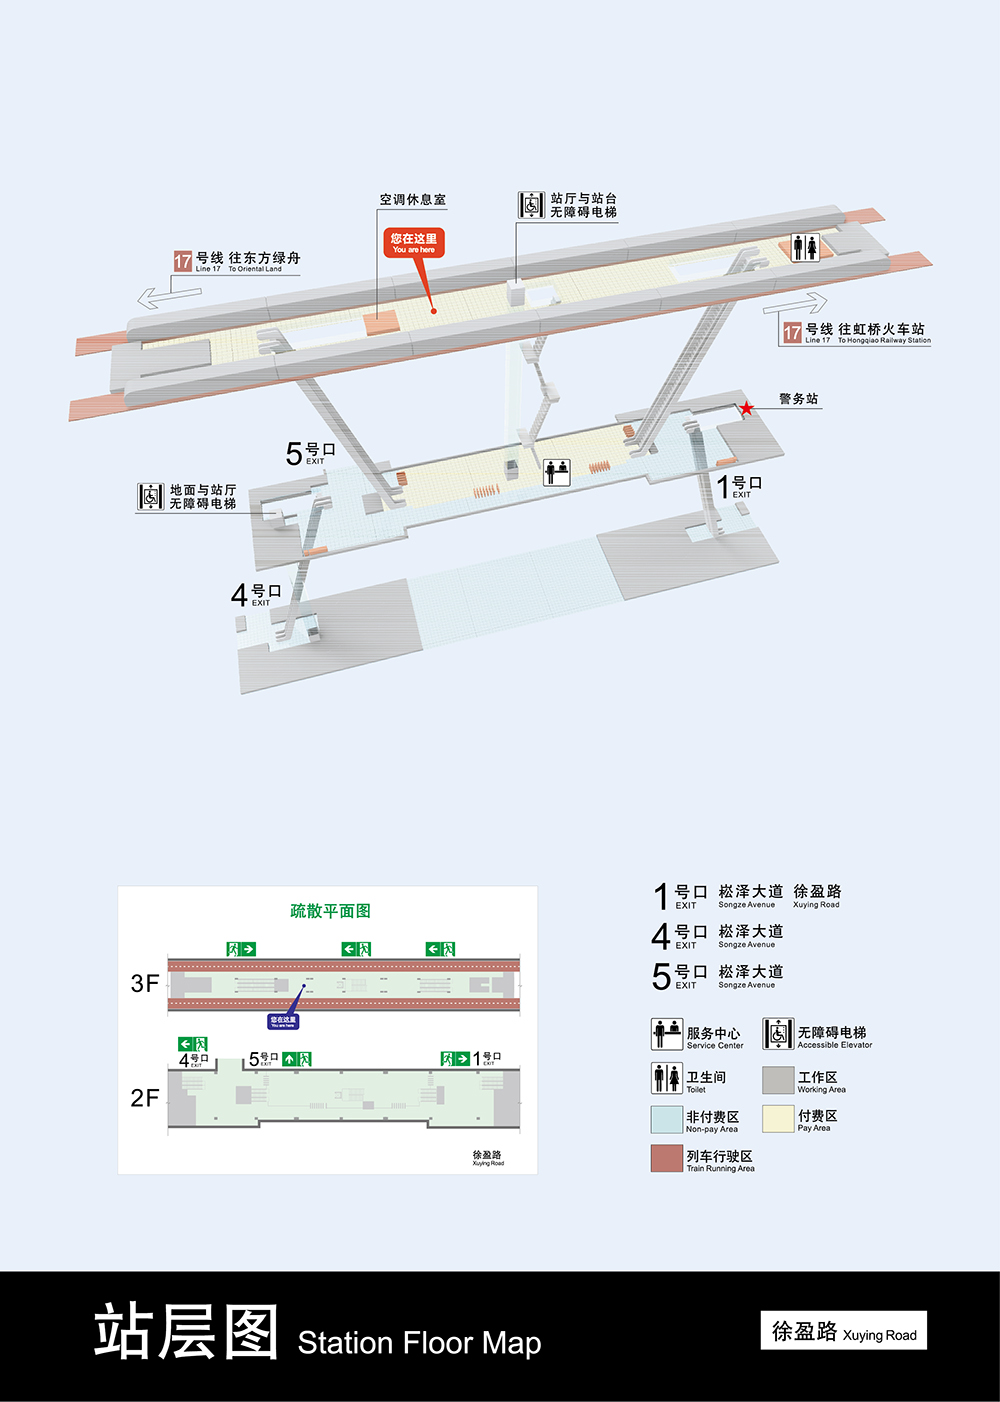 空调休息室
站厅与站台
无障碍电梯
您在这里
You are here
17 号线 往东方绿舟
Line 17 To Oriental Land
17 号线 往虹桥火车站
Line 17 To Hongqiao Railway Station
警务站
5 号口
EXIT
1 号口
EXIT
地面与站厅
无障碍电梯
4 号口
EXIT
疏散平面图
3F
您在这里
You are here
4 号口
EXIT
5 号口
EXIT
1 号口
EXIT
2F
徐盈路
Xuying Road
1 号口 崧泽大道 徐盈路
EXIT Songze Avenue Xuying Road
4 号口 崧泽大道
EXIT Songze Avenue
5 号口 崧泽大道
EXIT Songze Avenue
服务中心
Service Center
无障碍电梯
Accessible Elevator
卫生间
Toilet
工作区
Working Area
非付费区
Non-pay Area
付费区
Pay Area
列车行驶区
Train Running Area
站层图 Station Floor Map
徐盈路 Xuying Road